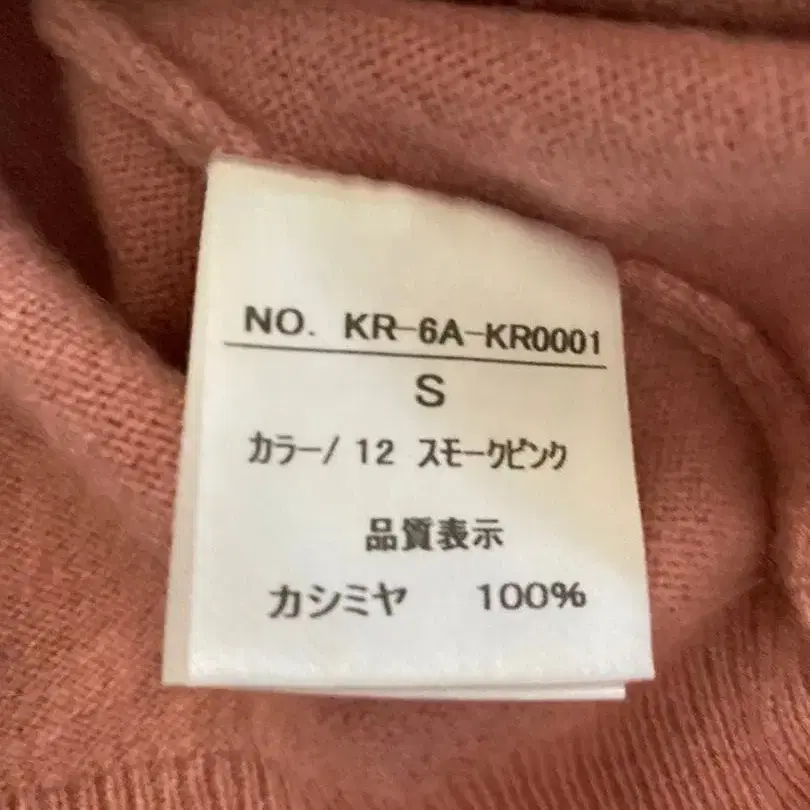 NO. KR-6A-KR0001
S
カラー/ 12 スモークピンク
品質表示
カシミヤ 100%